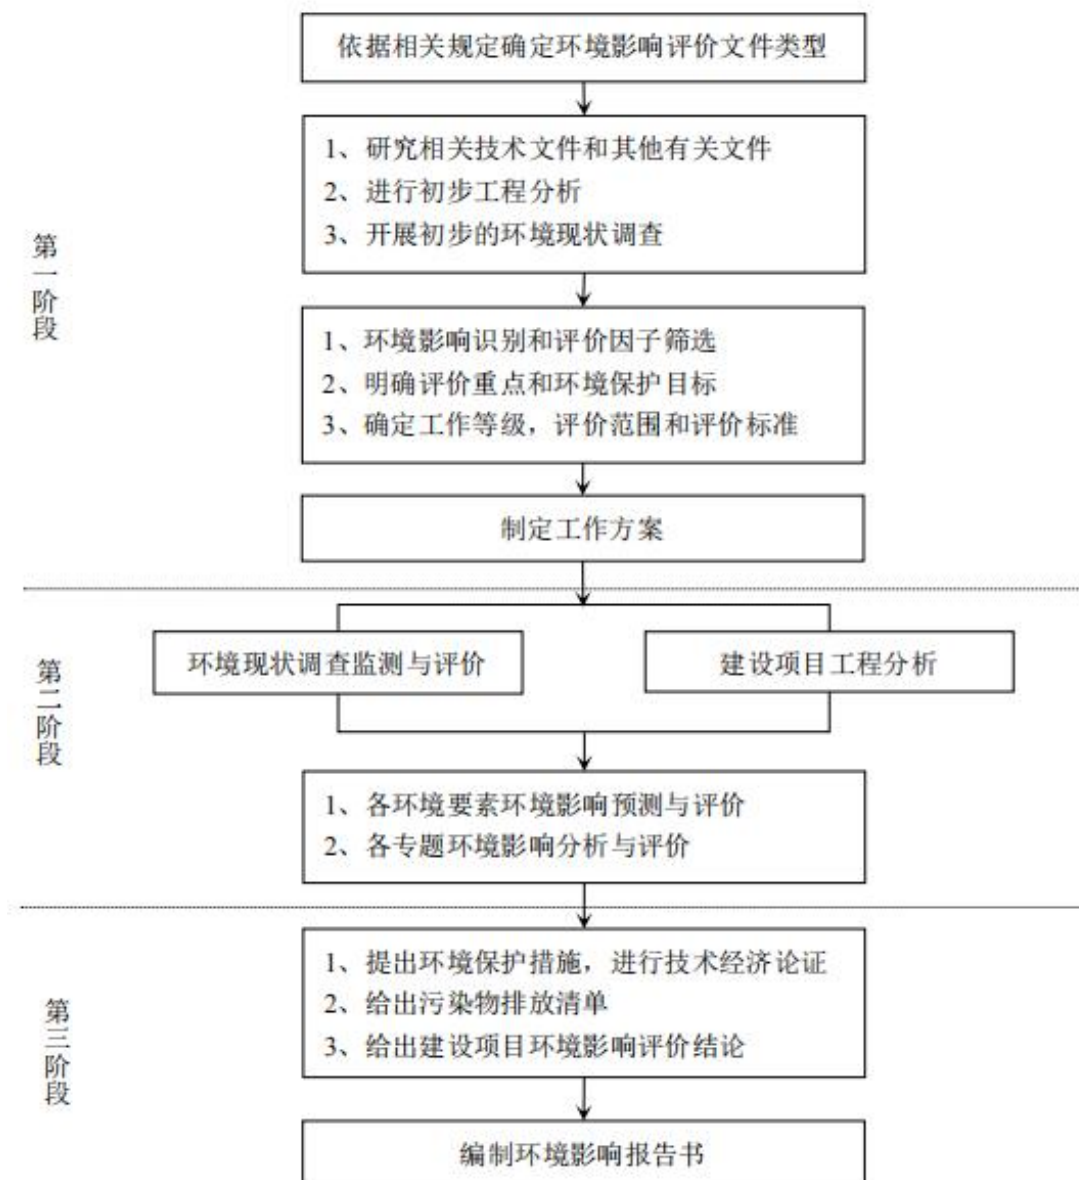 依据相关规定确定环境影响评价文件类型
1、研究相关技术文件和其他有关文件
2、进行初步工程分析
3、开展初步的环境现状调查
第一阶段
1、环境影响识别和评价因子筛选
2、明确评价重点和环境保护目标
3、确定工作等级，评价范围和评价标准
制定工作方案
第二阶段
环境现状调查监测与评价
建设项目工程分析
1、各环境要素环境影响预测与评价
2、各专题环境影响分析与评价
第三阶段
1、提出环境保护措施，进行技术经济论证
2、给出污染物排放清单
3、给出建设项目环境影响评价结论
编制环境影响报告书